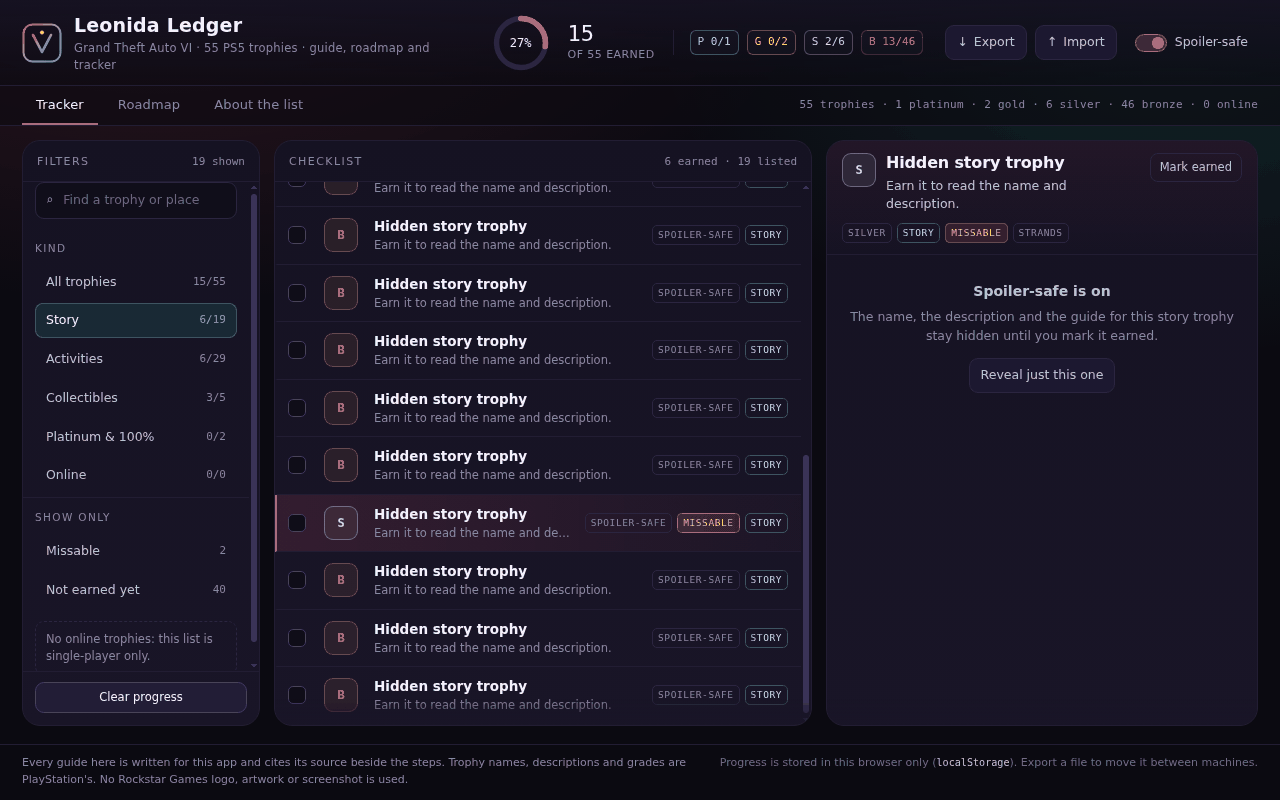 Leonida Ledger
Grand Theft Auto VI · 55 PS5 trophies · guide, roadmap and
tracker
27%
15
OF 55 EARNED
P 0/1
G 0/2
S 2/6
B 13/46
↓ Export
↑ Import
Spoiler-safe
Tracker
Roadmap
About the list
55 trophies · 1 platinum · 2 gold · 6 silver · 46 bronze · 0 online
FILTERS
19 shown
Find a trophy or place
KIND
All trophies 15/55
Story 6/19
Activities 6/29
Collectibles 3/5
Platinum & 100% 0/2
Online 0/0
SHOW ONLY
Missable 2
Not earned yet 40
No online trophies: this list is
single-player only.
Clear progress
CHECKLIST
6 earned · 19 listed
Earn it to read the name and description.
B
Hidden story trophy
Earn it to read the name and description.
SPOILER-SAFE STORY
B
Hidden story trophy
Earn it to read the name and description.
SPOILER-SAFE STORY
B
Hidden story trophy
Earn it to read the name and description.
SPOILER-SAFE STORY
B
Hidden story trophy
Earn it to read the name and description.
SPOILER-SAFE STORY
B
Hidden story trophy
Earn it to read the name and description.
SPOILER-SAFE STORY
S
Hidden story trophy
Earn it to read the name and de...
SPOILER-SAFE MISSABLE STORY
B
Hidden story trophy
Earn it to read the name and description.
SPOILER-SAFE STORY
B
Hidden story trophy
Earn it to read the name and description.
SPOILER-SAFE STORY
B
Hidden story trophy
Earn it to read the name and description.
SPOILER-SAFE STORY
S
Hidden story trophy
Earn it to read the name and
description.
Mark earned
SILVER STORY MISSABLE STRANDS
Spoiler-safe is on
The name, the description and the guide for this story trophy
stay hidden until you mark it earned.
Reveal just this one
Every guide here is written for this app and cites its source beside the steps. Trophy names, descriptions and grades are
PlayStation's. No Rockstar Games logo, artwork or screenshot is used.
Progress is stored in this browser only (localStorage). Export a file to move it between machines.